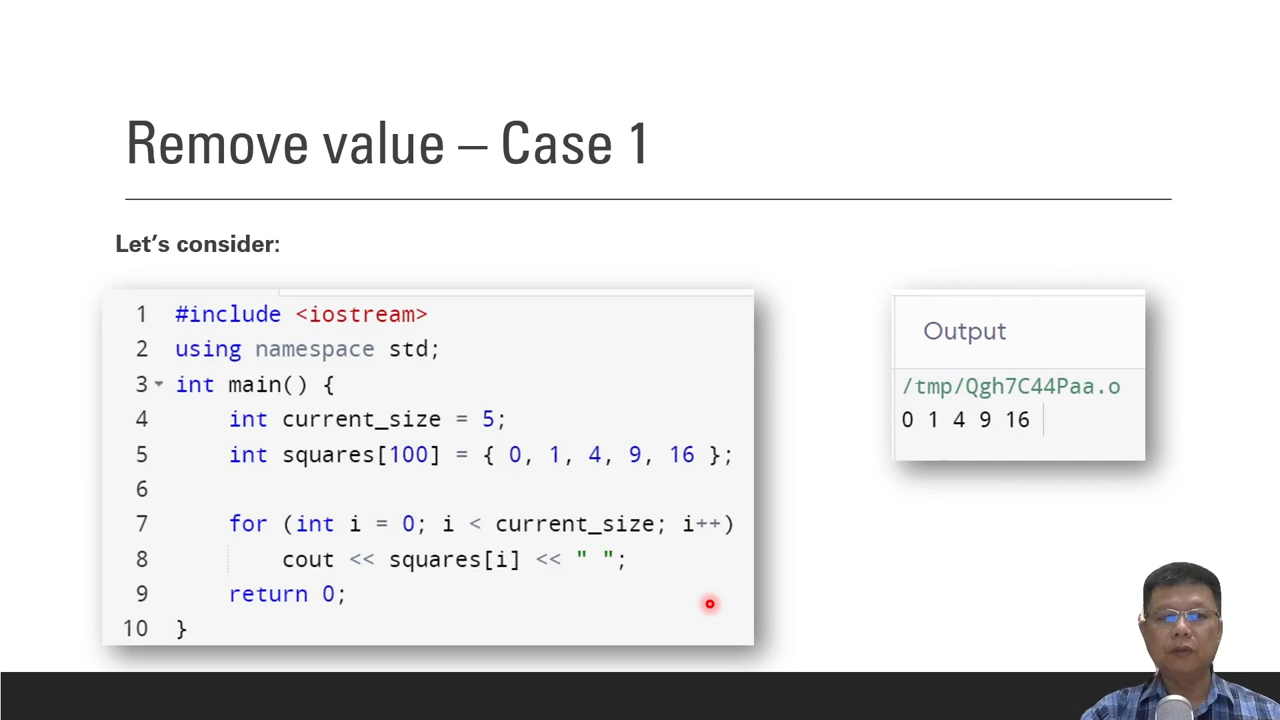 Remove value – Case 1
Let's consider:
1 #include <iostream>
2 using namespace std;
3 int main() {
4 int current_size = 5;
5 int squares[100] = { 0, 1, 4, 9, 16 };
6
7 for (int i = 0; i < current_size; i++)
8 cout << squares[i] << " ";
9 return 0;
10 }
Output
/tmp/Qgh7C44Paa.o
0 1 4 9 16